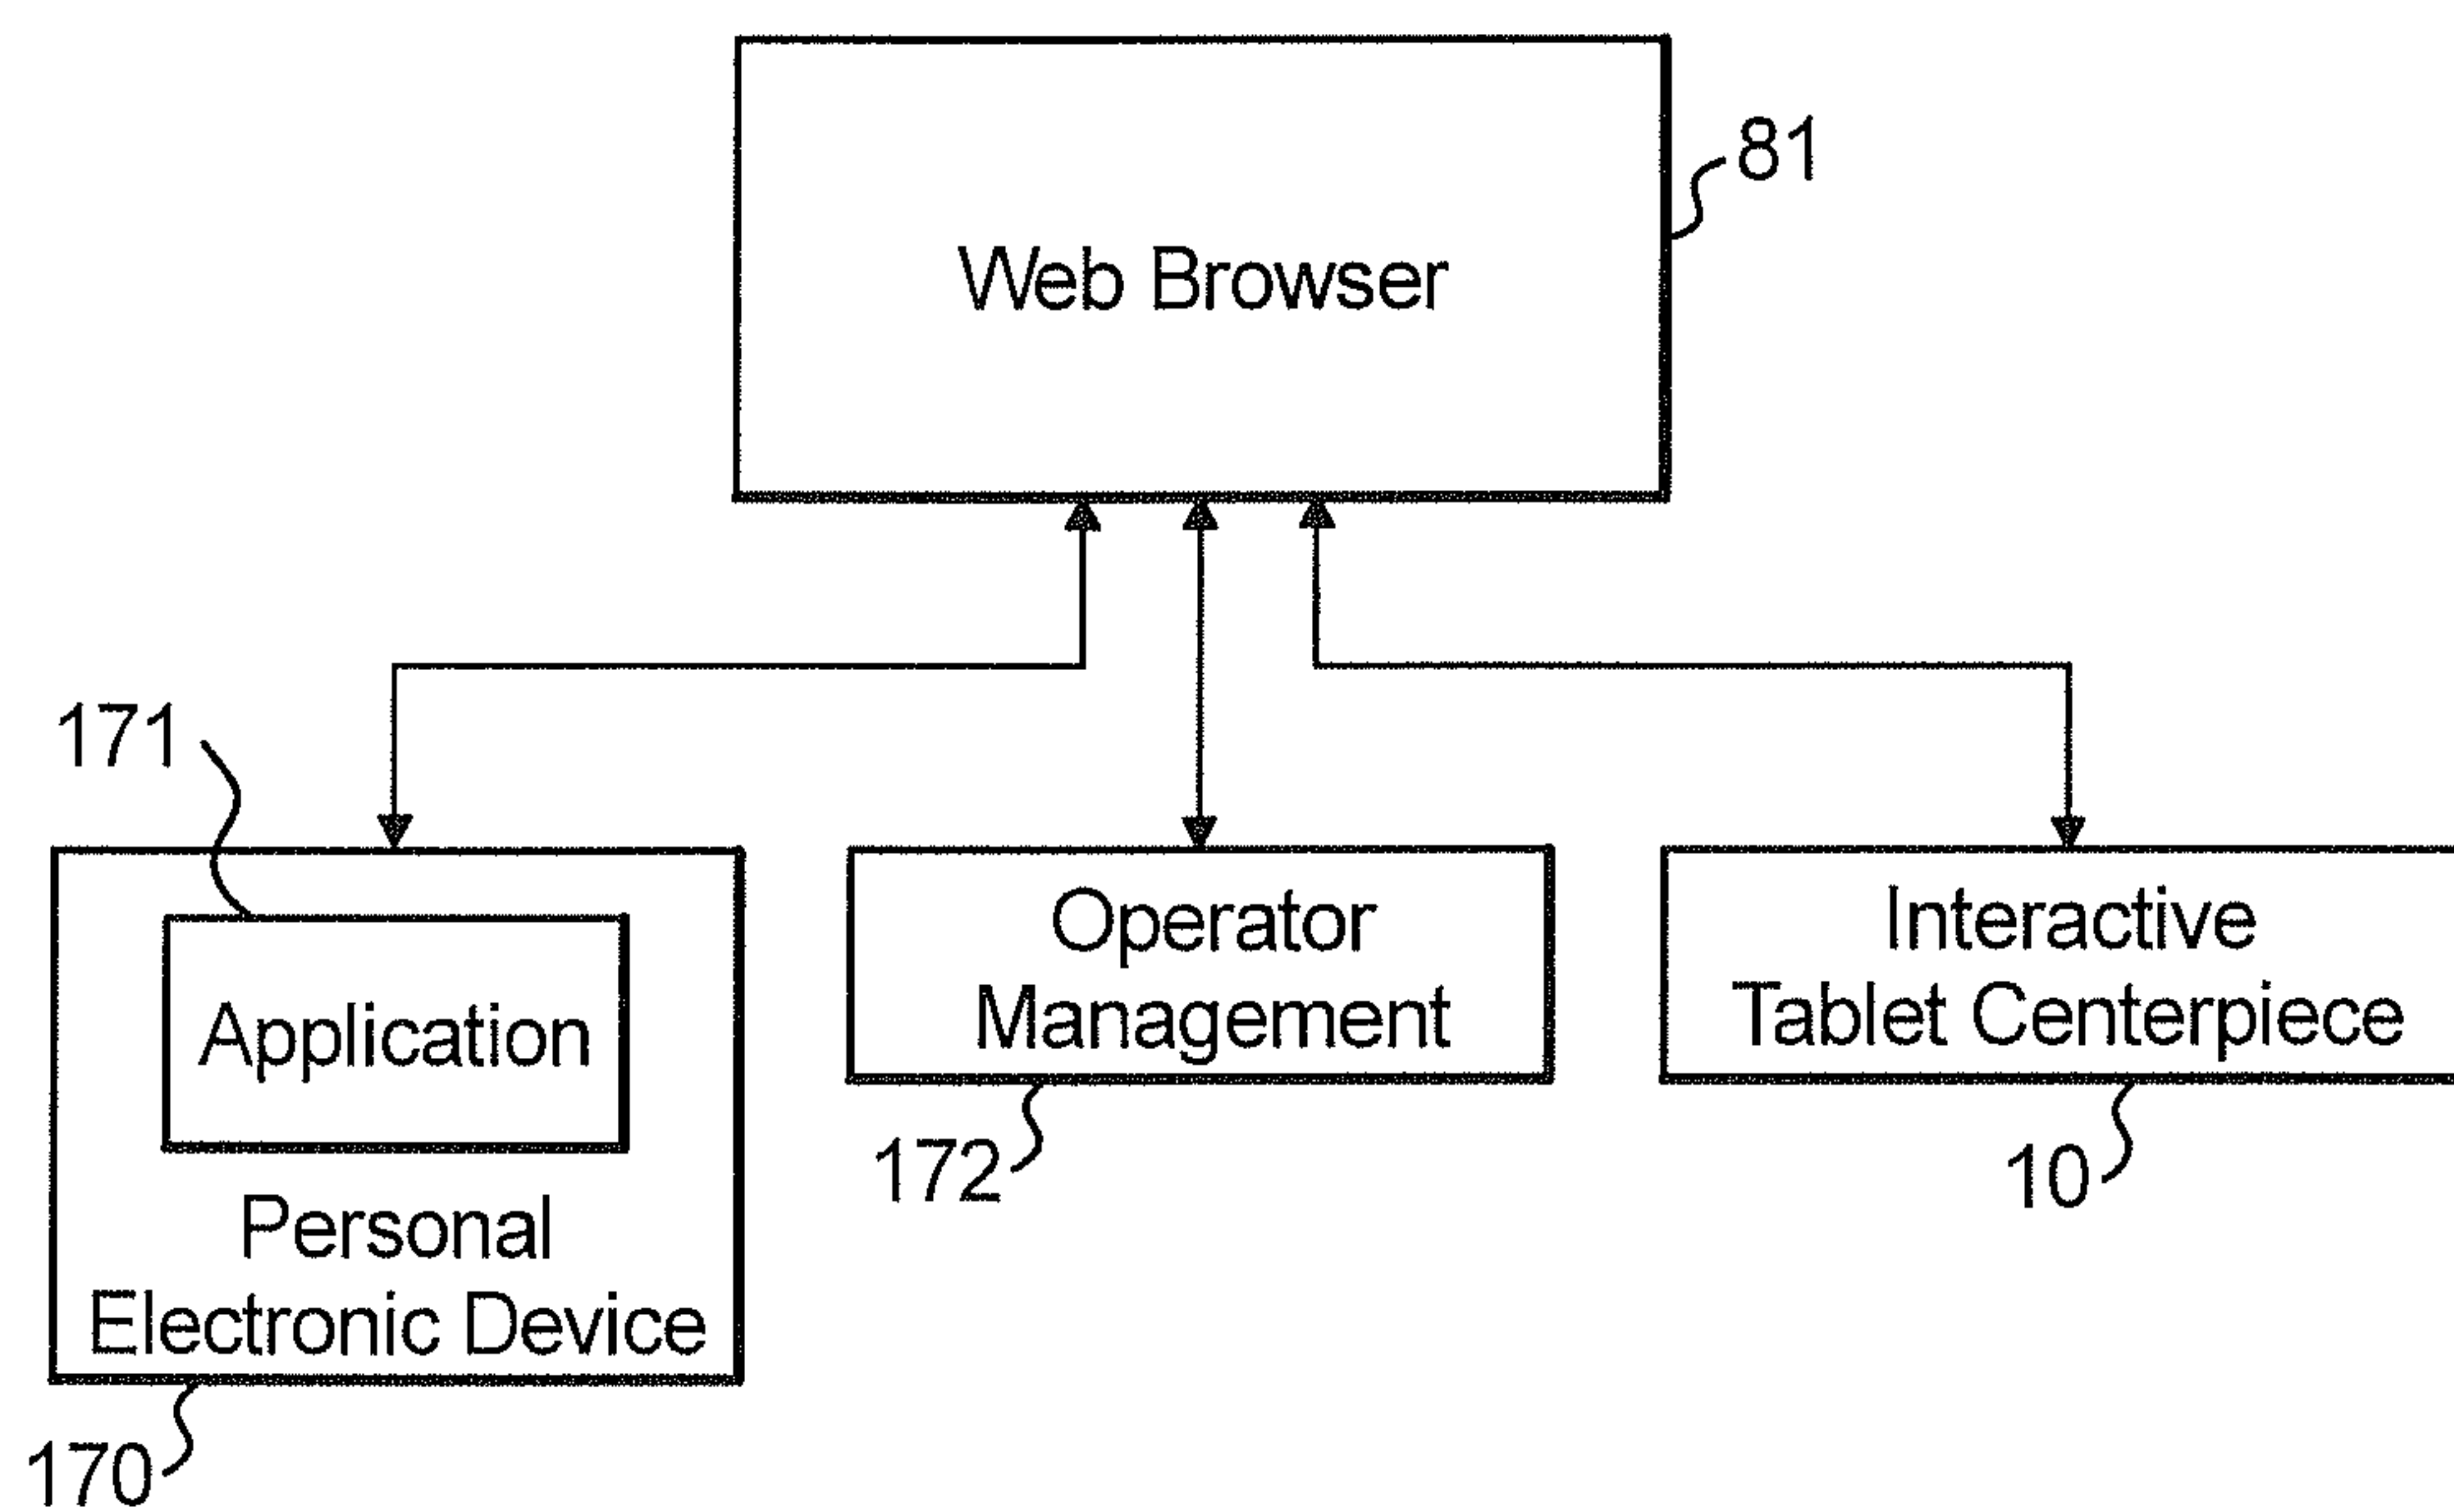 81
Web Browser
171
Application
Personal
Electronic Device
170
Operator
Management
172
Interactive
Tablet Centerpiece
10